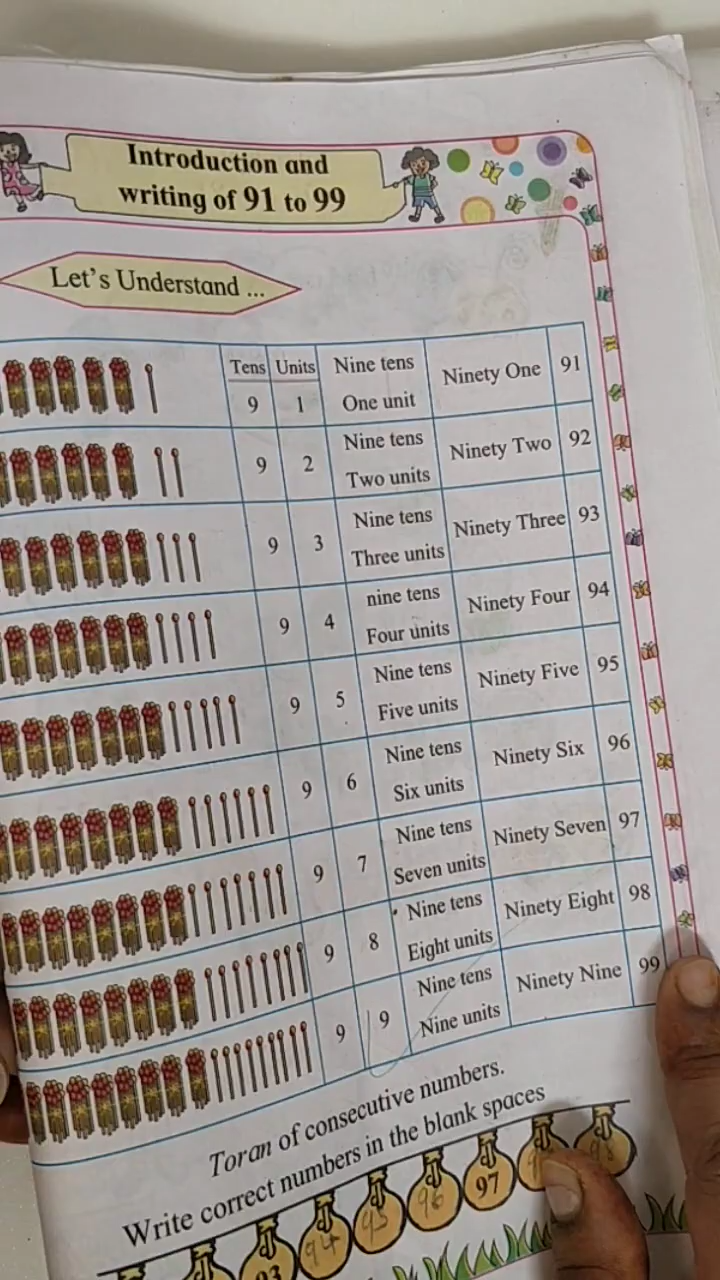 Introduction and
writing of 91 to 99
Let's Understand ...
Tens Units Nine tens Ninety One 91
9 1 One unit
9 2 Nine tens Ninety Two 92
Two units
9 3 Nine tens Ninety Three 93
Three units
9 4 nine tens Ninety Four 94
Four units
9 5 Nine tens Ninety Five 95
Five units
9 6 Nine tens Ninety Six 96
Six units
9 7 Nine tens Ninety Seven 97
Seven units
9 8 Nine tens Ninety Eight 98
Eight units
9 9 Nine tens Ninety Nine 99
Nine units
Toran of consecutive numbers.
Write correct numbers in the blank spaces
93 94 95 96 97 98